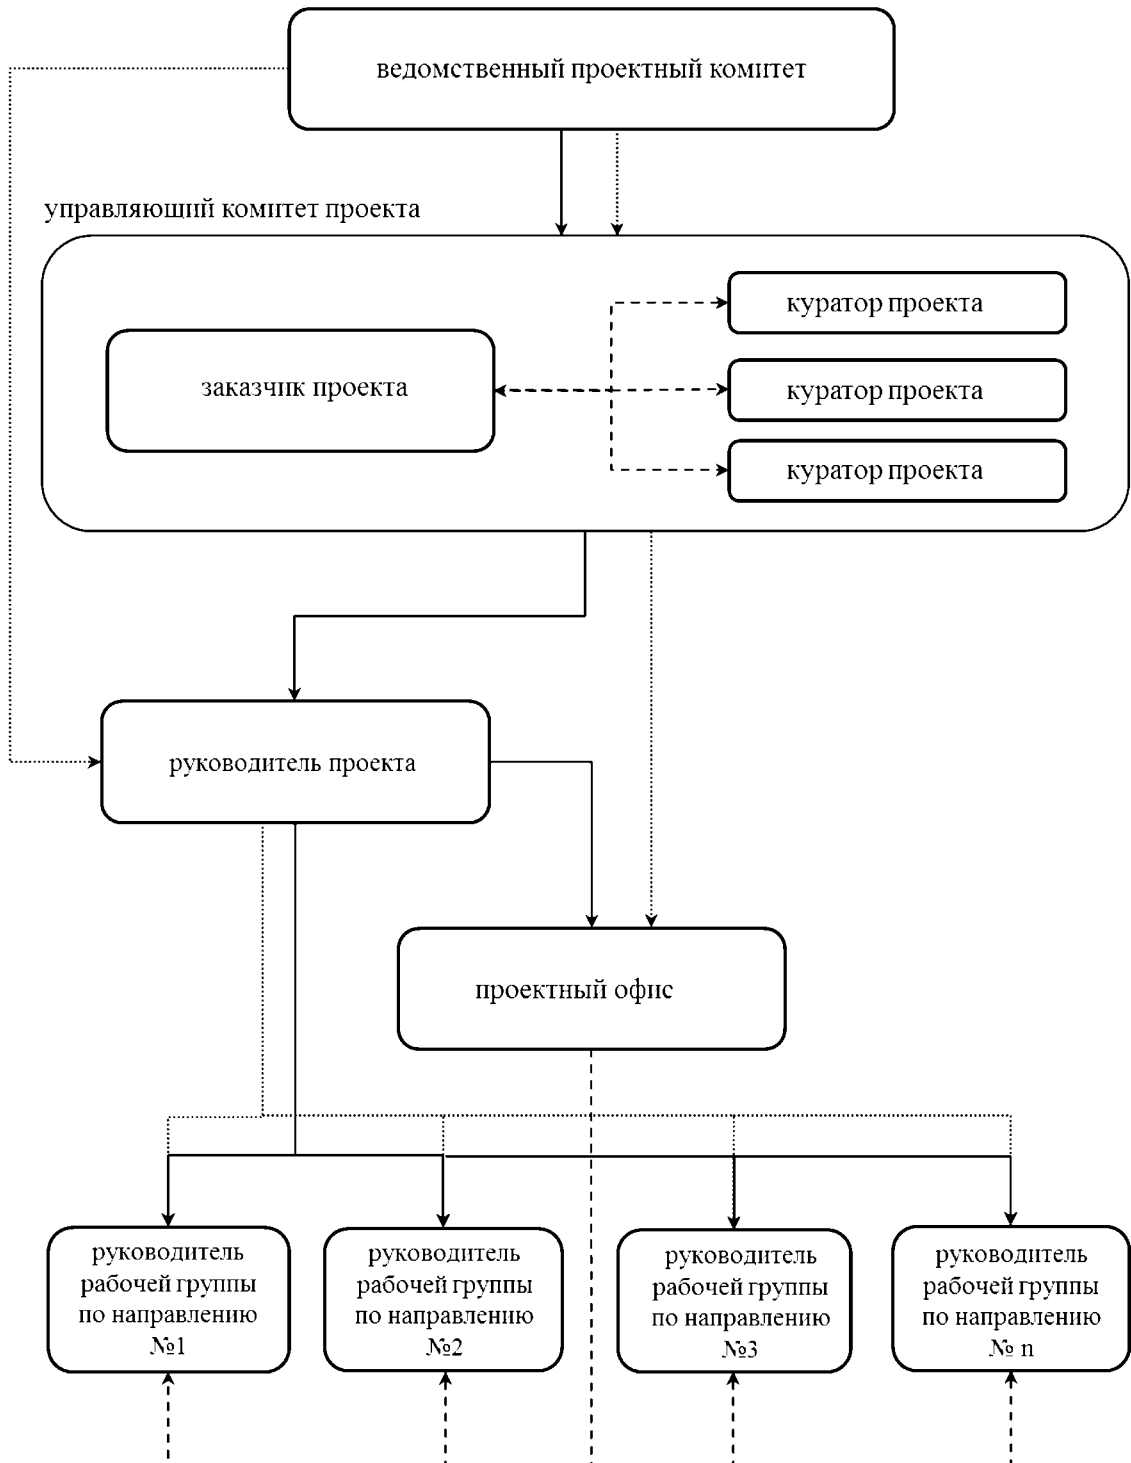 ведомственный проектный комитет
управляющий комитет проекта
куратор проекта
заказчик проекта
куратор проекта
куратор проекта
руководитель проекта
проектный офис
руководитель
рабочей группы
по направлению
№1
руководитель
рабочей группы
по направлению
№2
руководитель
рабочей группы
по направлению
№3
руководитель
рабочей группы
по направлению
№ n